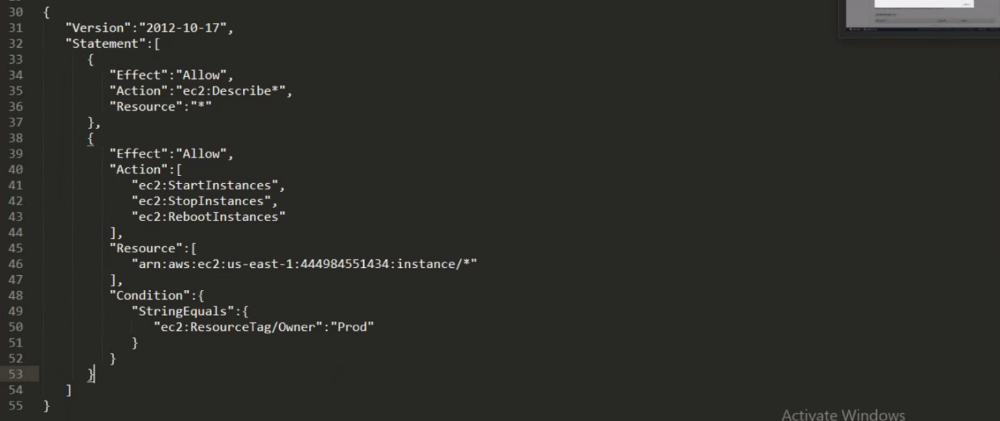 30 {
31 "Version":"2012-10-17",
32 "Statement":[
33 {
34 "Effect":"Allow",
35 "Action":"ec2:Describe*",
36 "Resource":"*"
37 },
38 {
39 "Effect":"Allow",
40 "Action":[
41 "ec2:StartInstances",
42 "ec2:StopInstances",
43 "ec2:RebootInstances"
44 ],
45 "Resource":[
46 "arn:aws:ec2:us-east-1:444984551434:instance/*"
47 ],
48 "Condition":{
49 "StringEquals":{
50 "ec2:ResourceTag/Owner":"Prod"
51 }
52 }
53 }
54 ]
55 }
Activate Windows